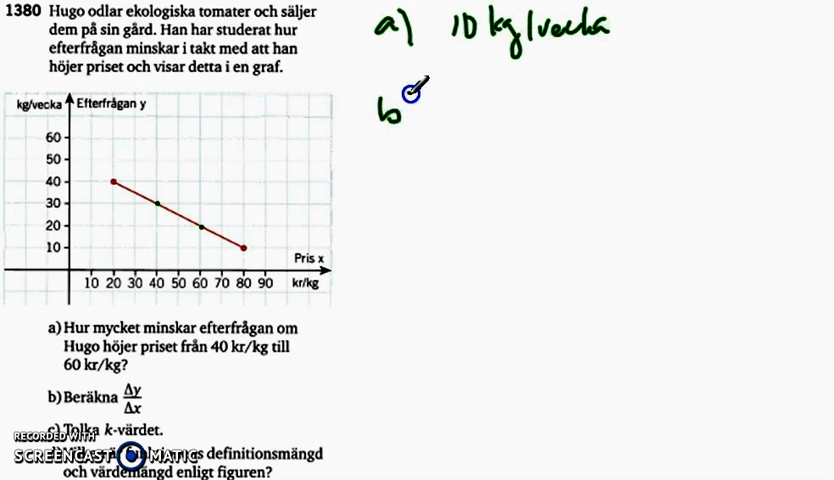 1380 Hugo odlar ekologiska tomater och säljer
dem på sin gård. Han har studerat hur
efterfrågan minskar i takt med att han
höjer priset och visar detta i en graf.
kg/vecka Efterfrågan y
60
50
40
30
20
10
Pris x
10 20 30 40 50 60 70 80 90 kr/kg
a) Hur mycket minskar efterfrågan om
Hugo höjer priset från 40 kr/kg till
60 kr/kg?
b) Beräkna Δy/Δx
c) Tolka k-värdet.
definitionsmängd
och värdemängd enligt figuren?
RECORDED WITH
SCREENCAST-O-MATIC
a) 10 kg/vecka
b